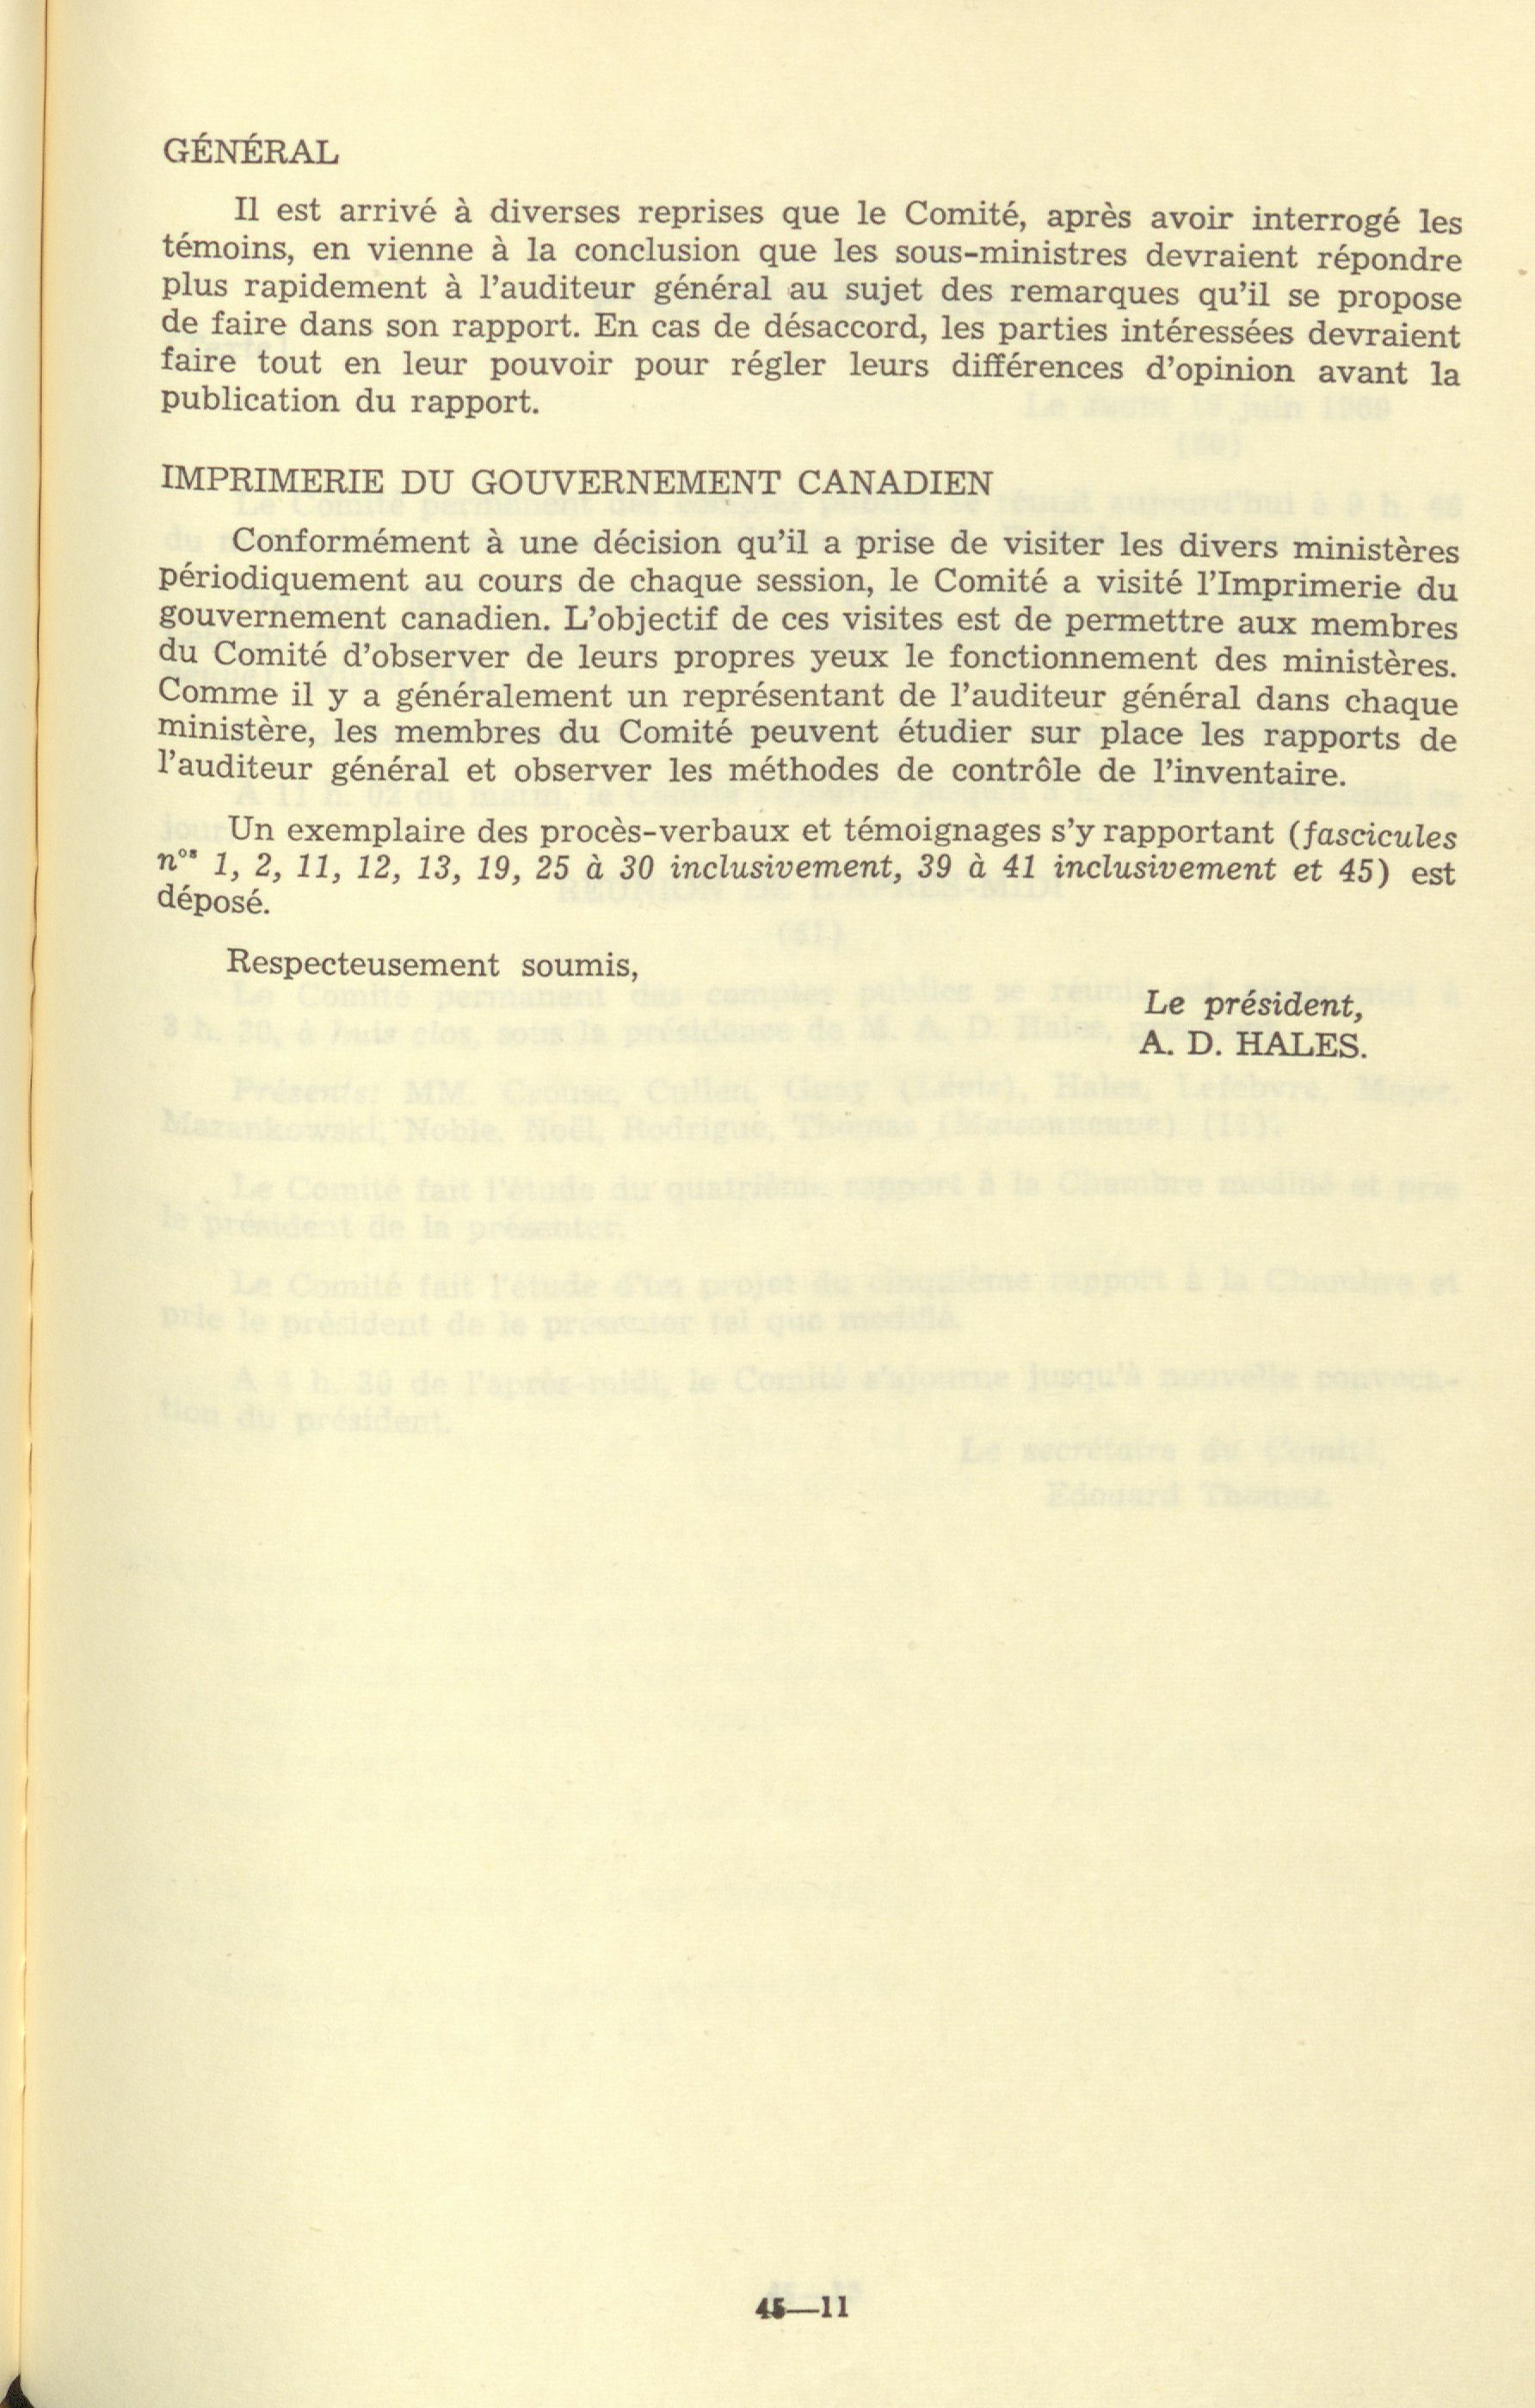 GÉNÉRAL
Il est arrivé à diverses reprises que le Comité, après avoir interrogé les
témoins, en vienne à la conclusion que les sous-ministres devraient répondre
plus rapidement à l'auditeur général au sujet des remarques qu'il se propose
de faire dans son rapport. En cas de désaccord, les parties intéressées devraient
faire tout en leur pouvoir pour régler leurs différences d'opinion avant la
publication du rapport.
IMPRIMERIE DU GOUVERNEMENT CANADIEN
Conformément à une décision qu'il a prise de visiter les divers ministères
périodiquement au cours de chaque session, le Comité a visité l'Imprimerie du
gouvernement canadien. L'objectif de ces visites est de permettre aux membres
du Comité d'observer de leurs propres yeux le fonctionnement des ministères.
Comme il y a généralement un représentant de l'auditeur général dans chaque
ministère, les membres du Comité peuvent étudier sur place les rapports de
l'auditeur général et observer les méthodes de contrôle de l'inventaire.
Un exemplaire des procès-verbaux et témoignages s'y rapportant (fascicules
nos 1, 2, 11, 12, 13, 19, 25 à 30 inclusivement, 39 à 41 inclusivement et 45) est
déposé.
Respecteusement soumis,
Le président,
A. D. HALES.
45—11